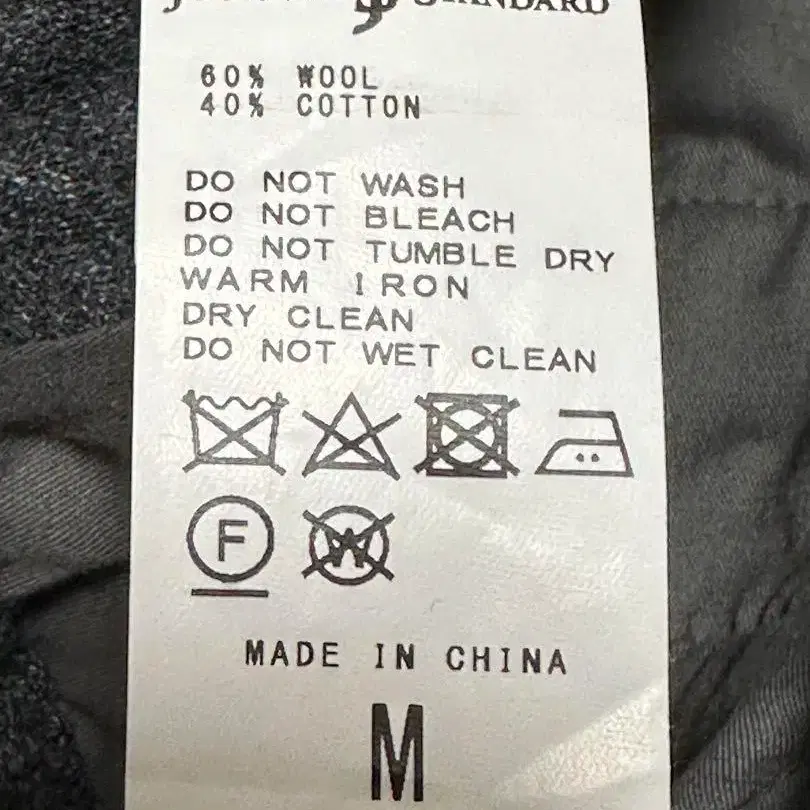 STANDARD
60% WOOL
40% COTTON
DO NOT WASH
DO NOT BLEACH
DO NOT TUMBLE DRY
WARM IRON
DRY CLEAN
DO NOT WET CLEAN
F W
MADE IN CHINA
M